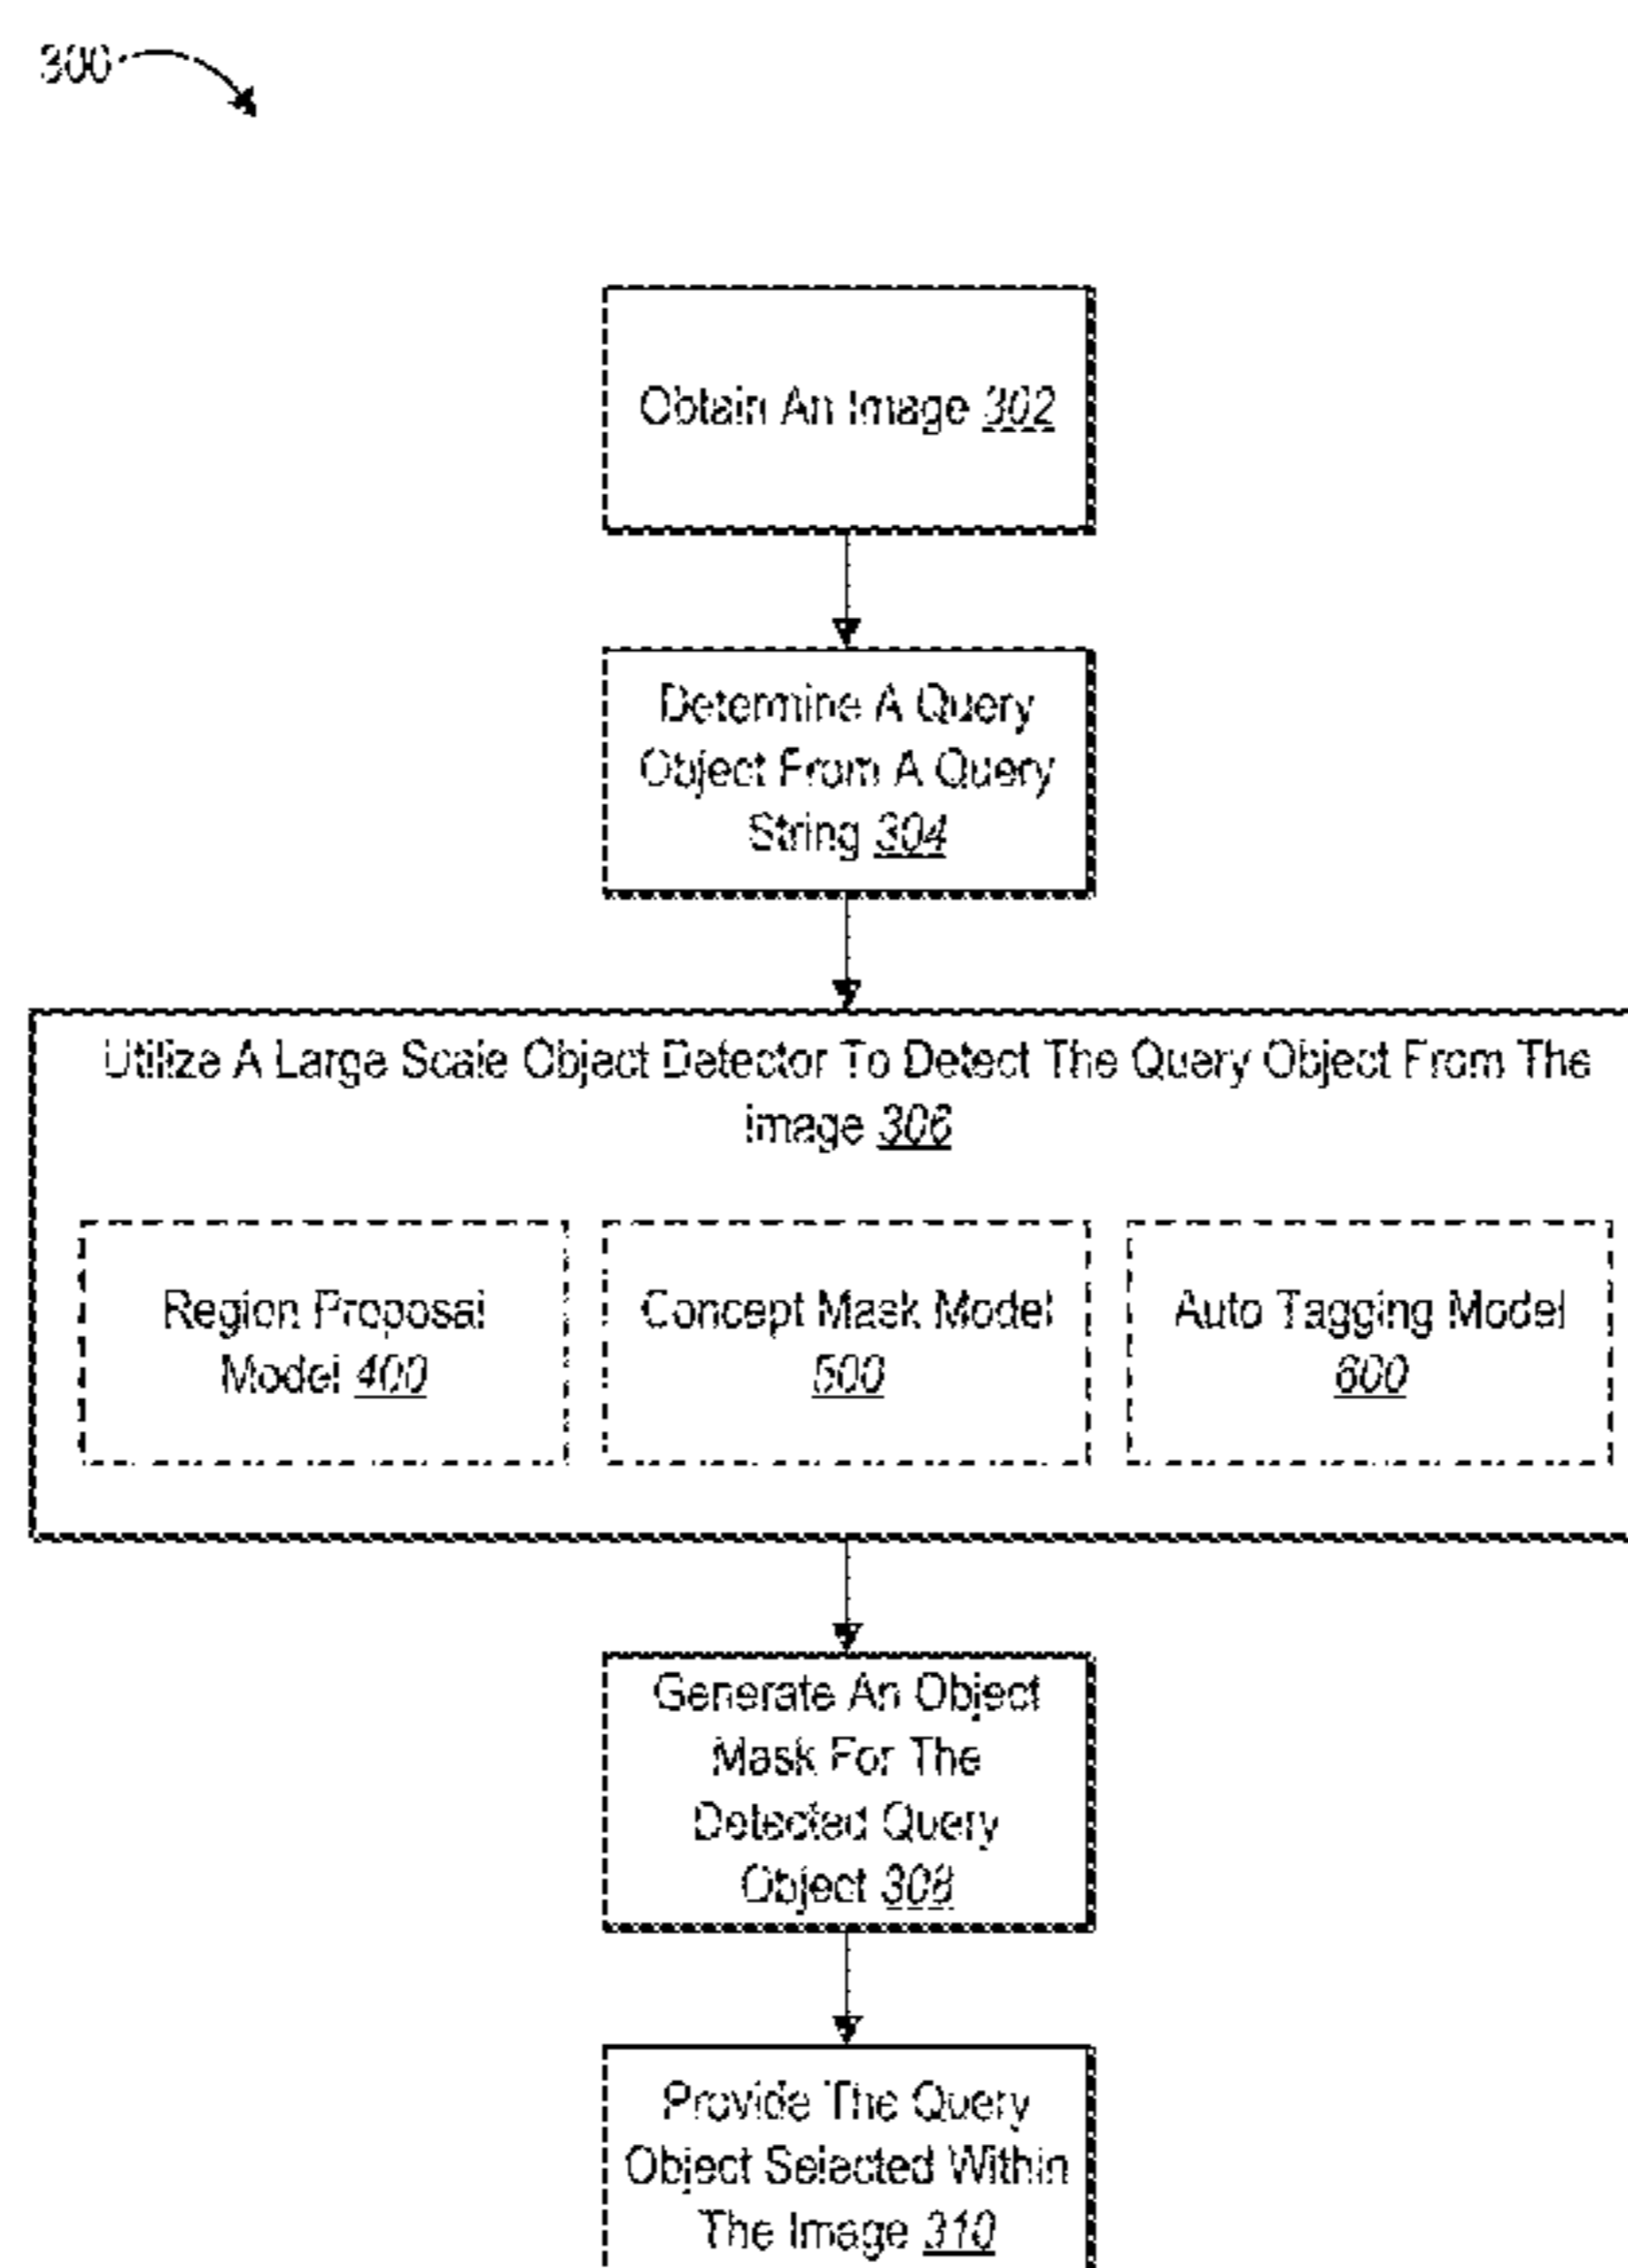 300
Obtain An Image 302
Determine A Query
Object From A Query
String 304
Utilize A Large Scale Object Detector To Detect The Query Object From The
Image 306
Region Proposal
Model 400
Concept Mask Model
500
Auto Tagging Model
600
Generate An Object
Mask For The
Detected Query
Object 308
Provide The Query
Object Selected Within
The Image 310